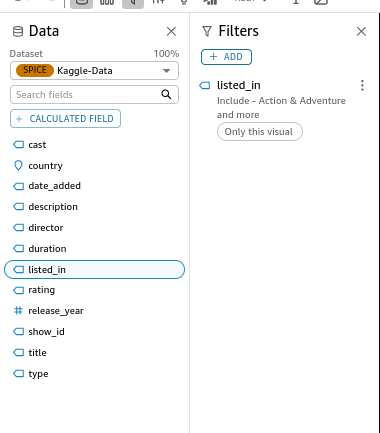 Data
Dataset
100%
SPICE Kaggle-Data
Search fields
+ CALCULATED FIELD
cast
country
date_added
description
director
duration
listed_in
rating
release_year
show_id
title
type
Filters
+ ADD
listed_in
Include - Action & Adventure
and more
Only this visual